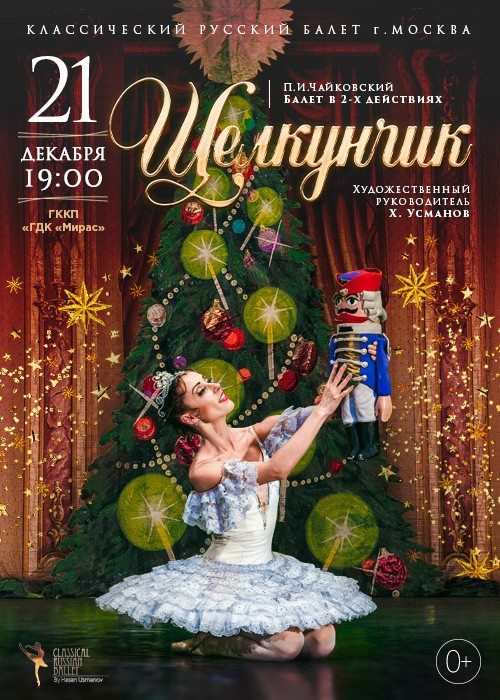 КЛАССИЧЕСКИЙ РУССКИЙ БАЛЕТ г.МОСКВА
21
ДЕКАБРЯ
19:00
ГККП
«ГДК «Мирас»
П.И.ЧАЙКОВСКИЙ
БАЛЕТ В 2-Х ДЕЙСТВИЯХ
Щелкунчик
ХУДОЖЕСТВЕННЫЙ
РУКОВОДИТЕЛЬ
Х. УСМАНОВ
CLASSICAL
RUSSIAN
BALLET
By Hasan Usmanov
0+